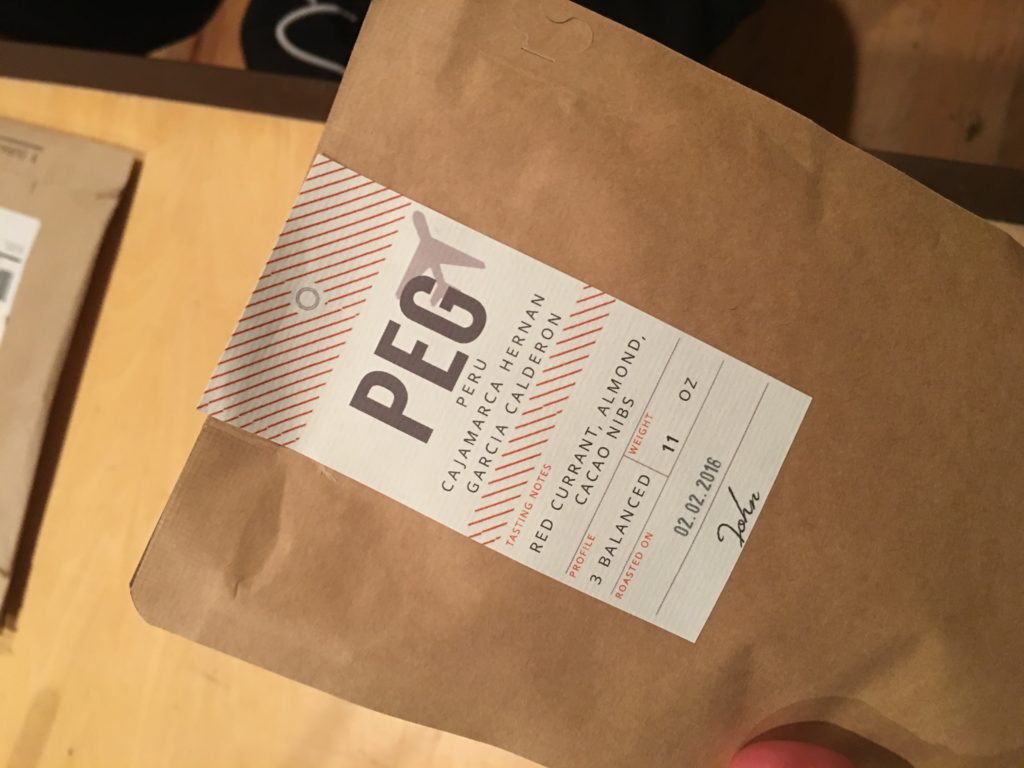 PEG
PERU
CAJAMARCA HERNAN
GARCIA CALDERON
TASTING NOTES
RED CURRANT, ALMOND,
CACAO NIBS
PROFILE
3 BALANCED
WEIGHT
11 OZ
ROASTED ON
02.02.2016
John